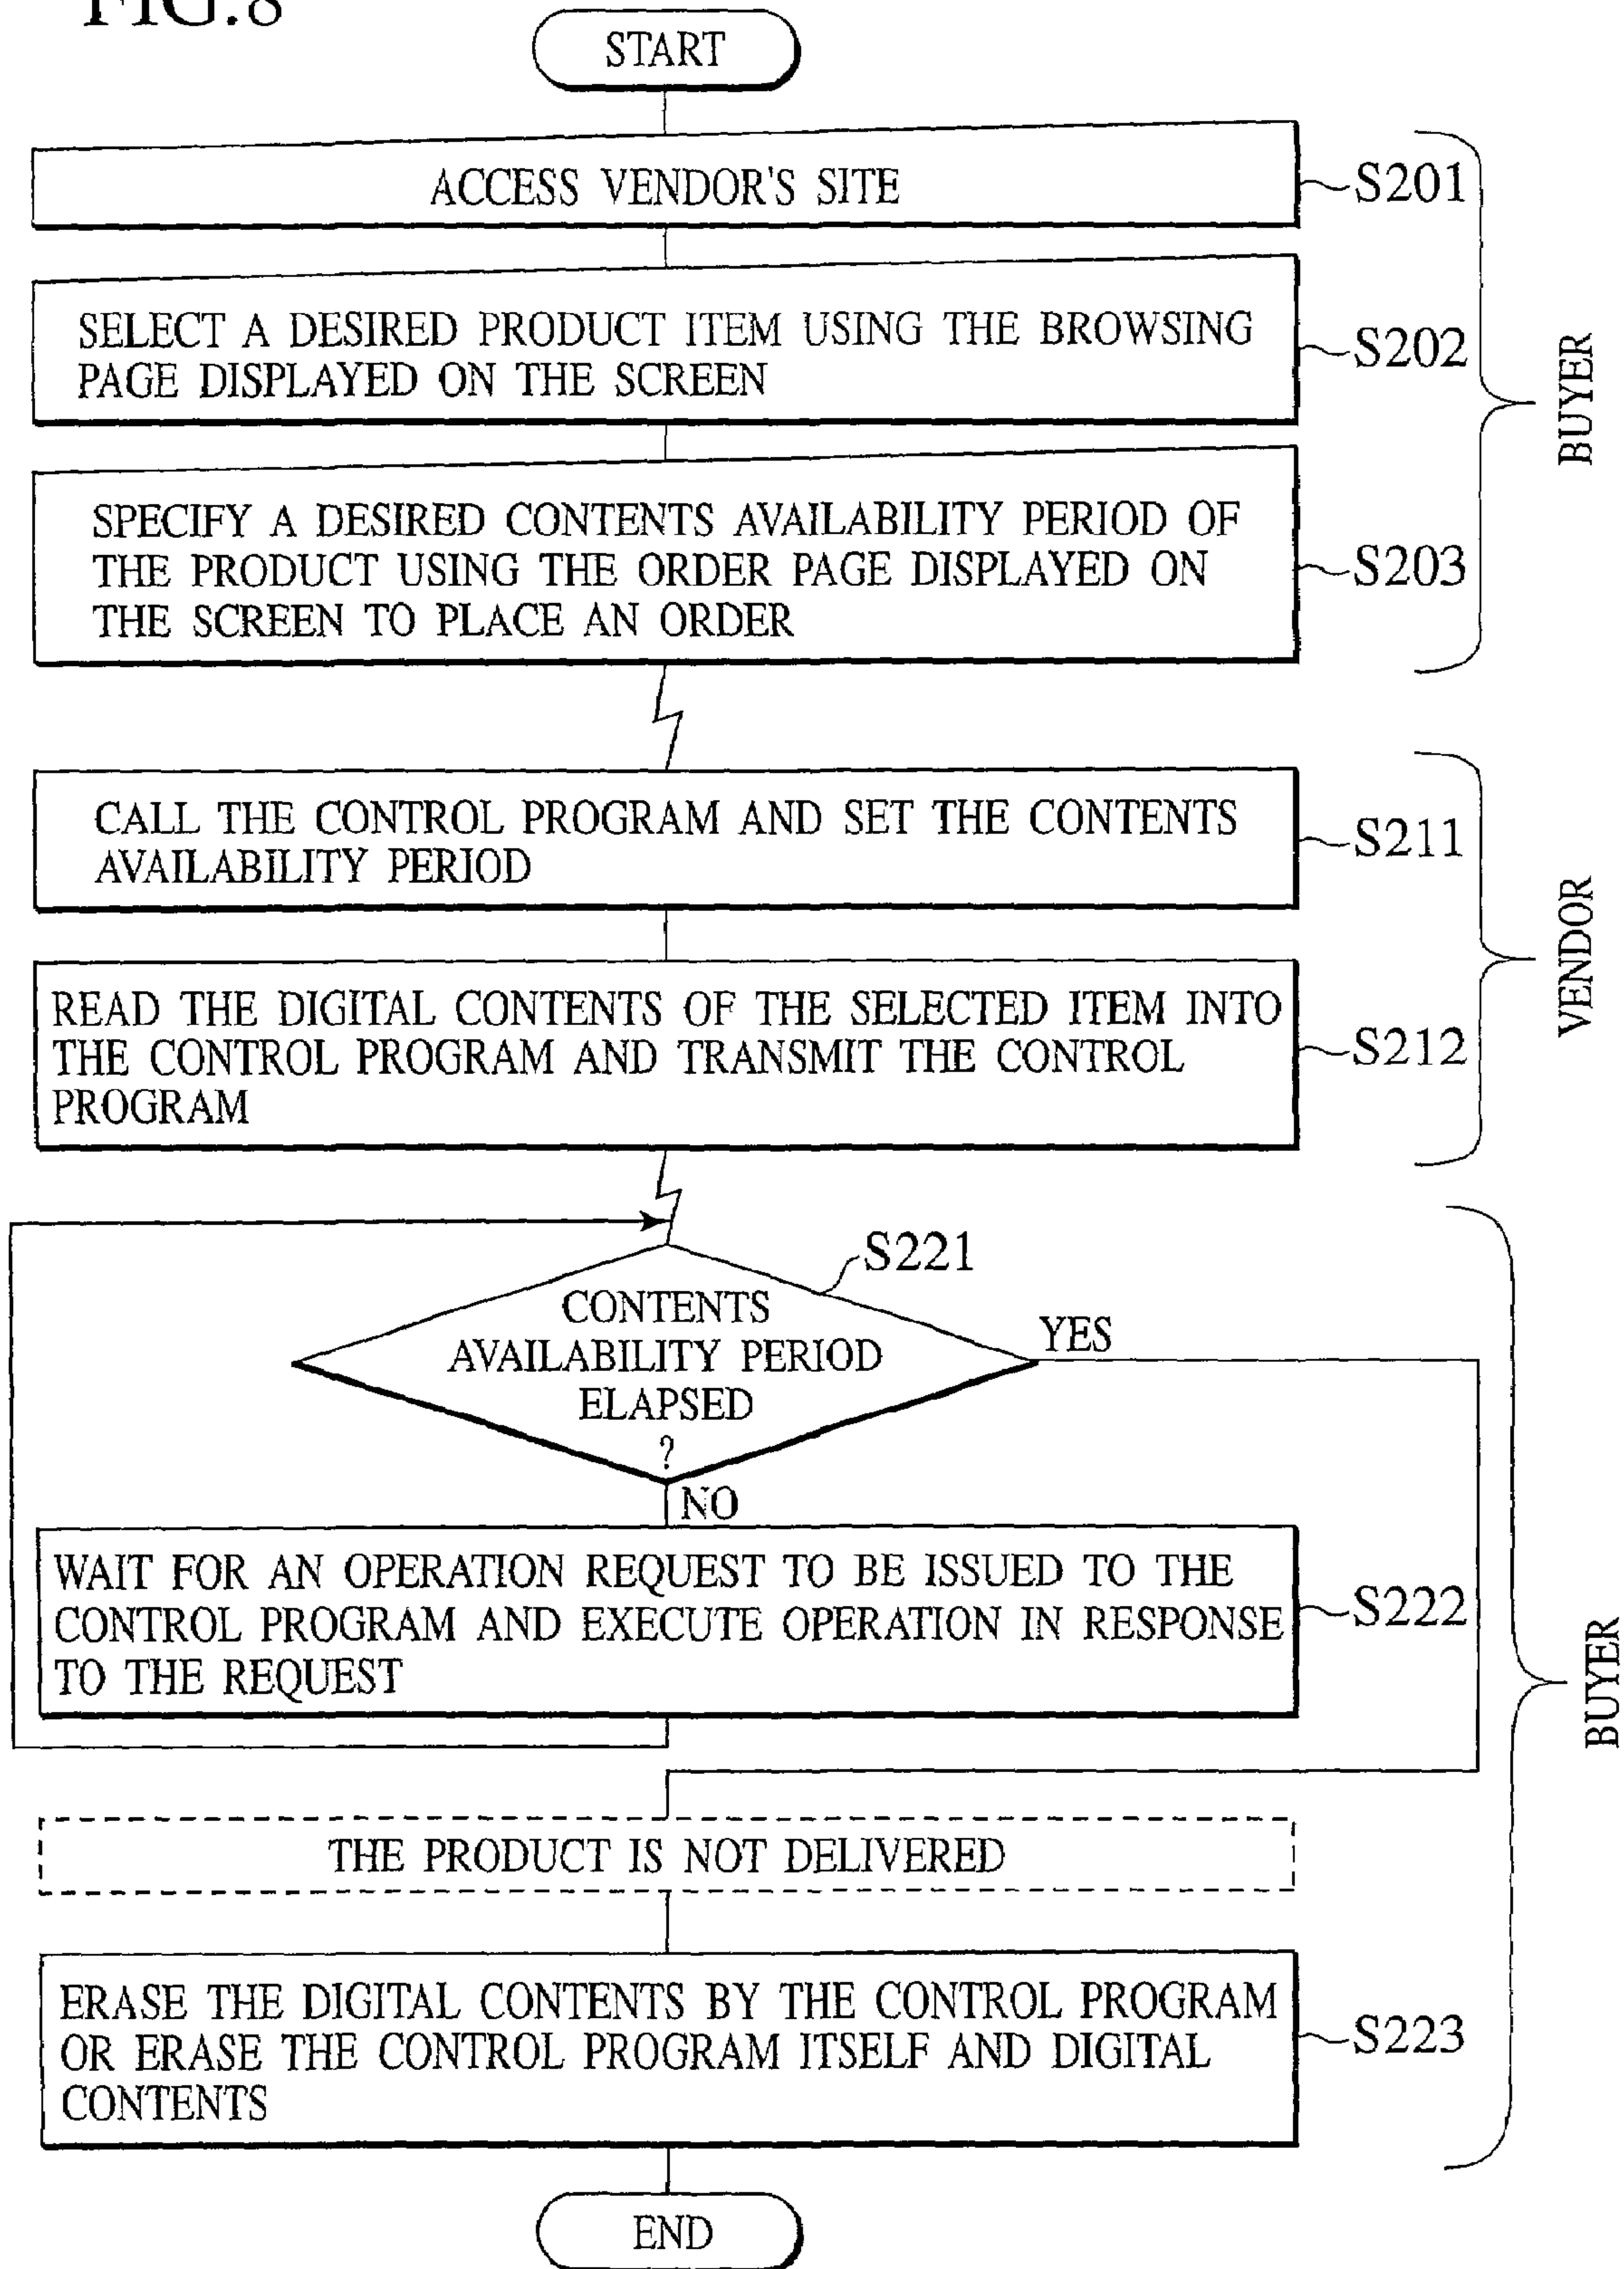 FIG.8
START
ACCESS VENDOR'S SITE
S201
SELECT A DESIRED PRODUCT ITEM USING THE BROWSING
PAGE DISPLAYED ON THE SCREEN
S202
SPECIFY A DESIRED CONTENTS AVAILABILITY PERIOD OF
THE PRODUCT USING THE ORDER PAGE DISPLAYED ON
THE SCREEN TO PLACE AN ORDER
S203
BUYER
CALL THE CONTROL PROGRAM AND SET THE CONTENTS
AVAILABILITY PERIOD
S211
READ THE DIGITAL CONTENTS OF THE SELECTED ITEM INTO
THE CONTROL PROGRAM AND TRANSMIT THE CONTROL
PROGRAM
S212
VENDOR
S221
CONTENTS
AVAILABILITY PERIOD
ELAPSED
?
YES
NO
WAIT FOR AN OPERATION REQUEST TO BE ISSUED TO THE
CONTROL PROGRAM AND EXECUTE OPERATION IN RESPONSE
TO THE REQUEST
S222
BUYER
THE PRODUCT IS NOT DELIVERED
ERASE THE DIGITAL CONTENTS BY THE CONTROL PROGRAM
OR ERASE THE CONTROL PROGRAM ITSELF AND DIGITAL
CONTENTS
S223
END